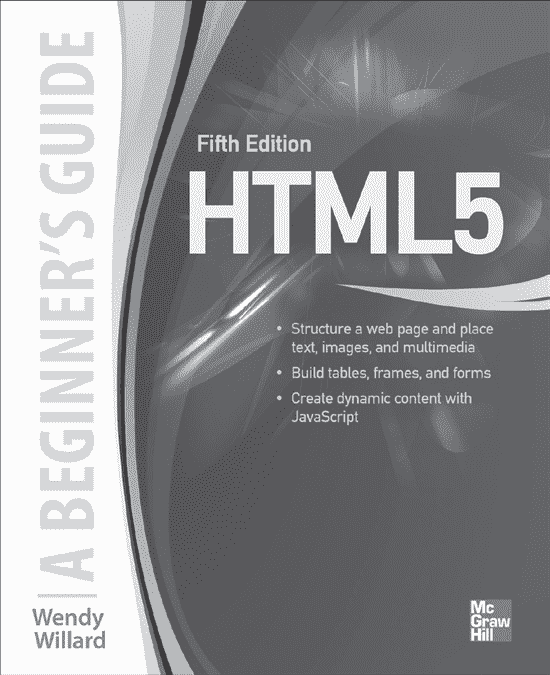 A BEGINNER'S GUIDE
Wendy
Willard
Fifth Edition
HTML5
• Structure a web page and place
text, images, and multimedia
• Build tables, frames, and forms
• Create dynamic content with
JavaScript
Mc
Graw
Hill